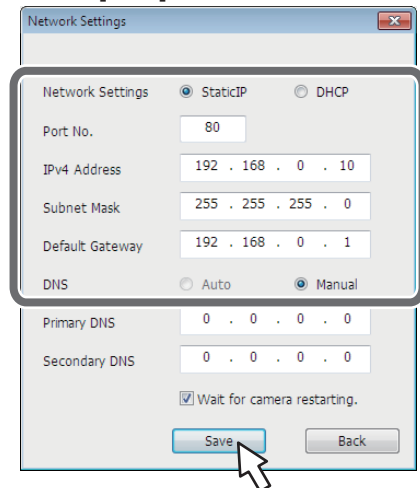 Network Settings
Network Settings StaticIP DHCP
Port No. 80
IPv4 Address 192 . 168 . 0 . 10
Subnet Mask 255 . 255 . 255 . 0
Default Gateway 192 . 168 . 0 . 1
DNS Auto Manual
Primary DNS 0 . 0 . 0 . 0
Secondary DNS 0 . 0 . 0 . 0
Wait for camera restarting.
Save Back